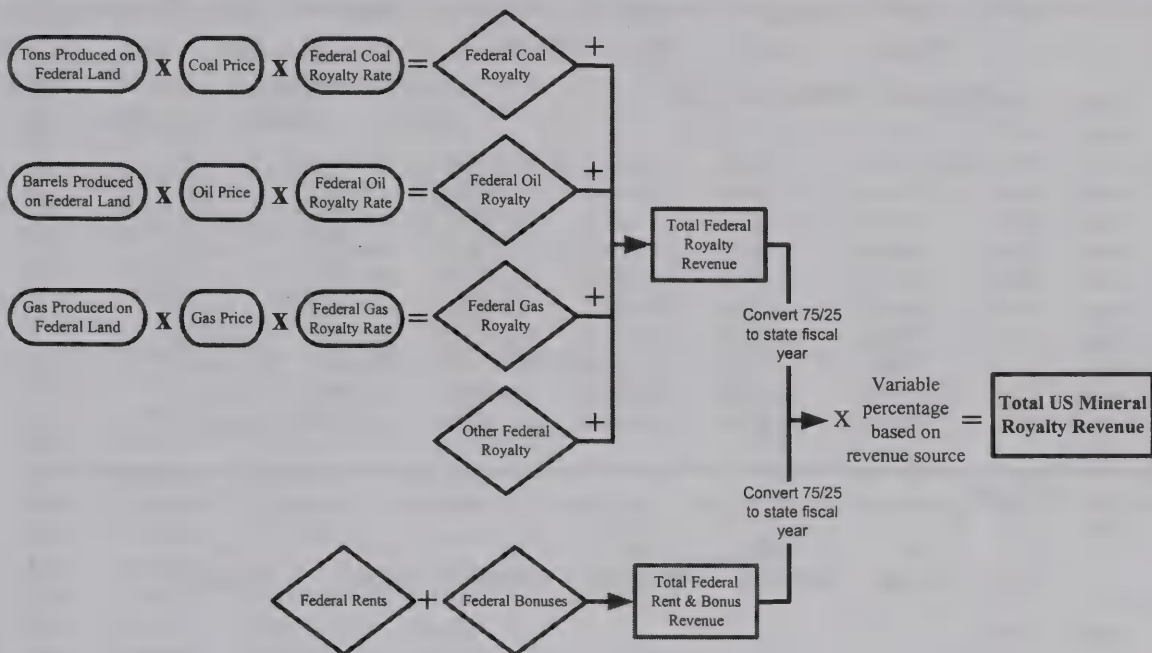 Tons Produced on
Federal Land
X
Coal Price
X
Federal Coal
Royalty Rate
=
Federal Coal
Royalty
+
Barrels Produced
on Federal Land
X
Oil Price
X
Federal Oil
Royalty Rate
=
Federal Oil
Royalty
+
Gas Produced on
Federal Land
X
Gas Price
X
Federal Gas
Royalty Rate
=
Federal Gas
Royalty
+
Other Federal
Royalty
+
Total Federal
Royalty
Revenue
Convert 75/25
to state fiscal
year
X
Variable
percentage
based on
revenue source
=
Total US Mineral
Royalty Revenue
Convert 75/25
to state fiscal
year
Federal Rents
+
Federal Bonuses
Total Federal
Rent & Bonus
Revenue